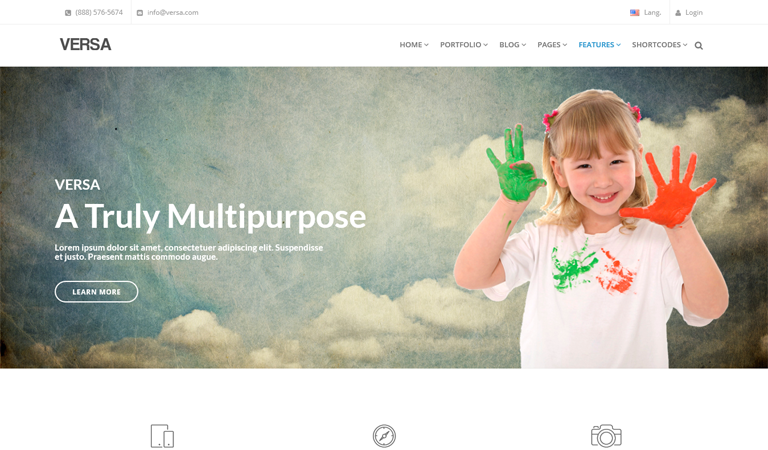 (888) 576-5674
info@versa.com
Lang.
Login
VERSA
HOME PORTFOLIO BLOG PAGES FEATURES SHORTCODES
VERSA
A Truly Multipurpose
Lorem ipsum dolor sit amet, consectetuer adipiscing elit. Suspendisse
et justo. Praesent mattis commodo augue.
LEARN MORE